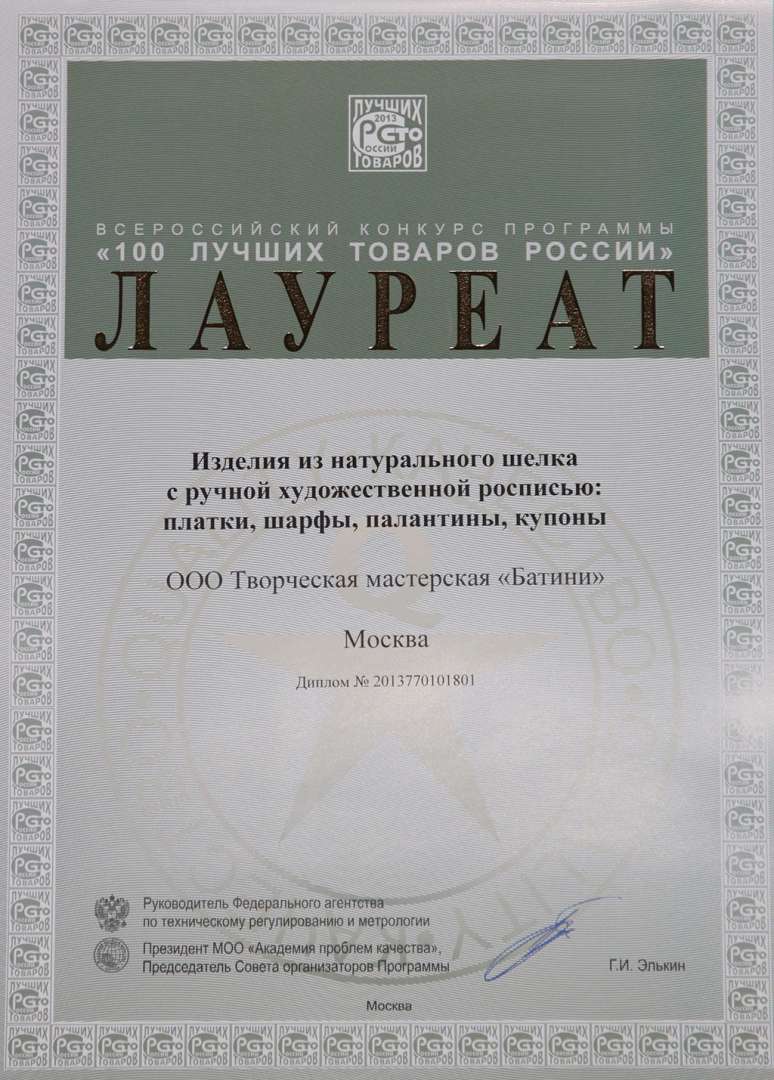 ЛУЧШИХ
2013
РСто
России
ТОВАРОВ
ВСЕРОССИЙСКИЙ КОНКУРС ПРОГРАММЫ
«100 ЛУЧШИХ ТОВАРОВ РОССИИ»
ЛАУРЕАТ
Изделия из натурального шелка
с ручной художественной росписью:
платки, шарфы, палантины, купоны
ООО Творческая мастерская «Батини»
Москва
Диплом № 2013770101801
Руководитель Федерального агентства
по техническому регулированию и метрологии
Президент МОО «Академия проблем качества»,
Председатель Совета организаторов Программы
Г.И. Элькин
Москва